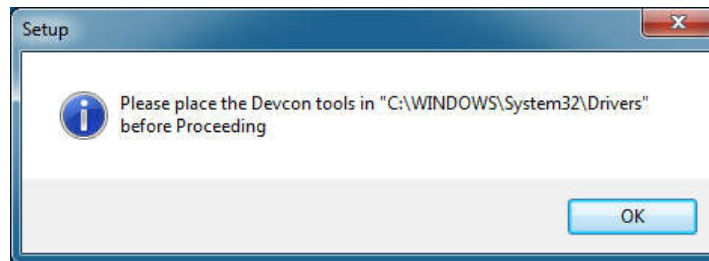 Setup
Please place the Devcon tools in "C:\WINDOWS\System32\Drivers"
before Proceeding
OK